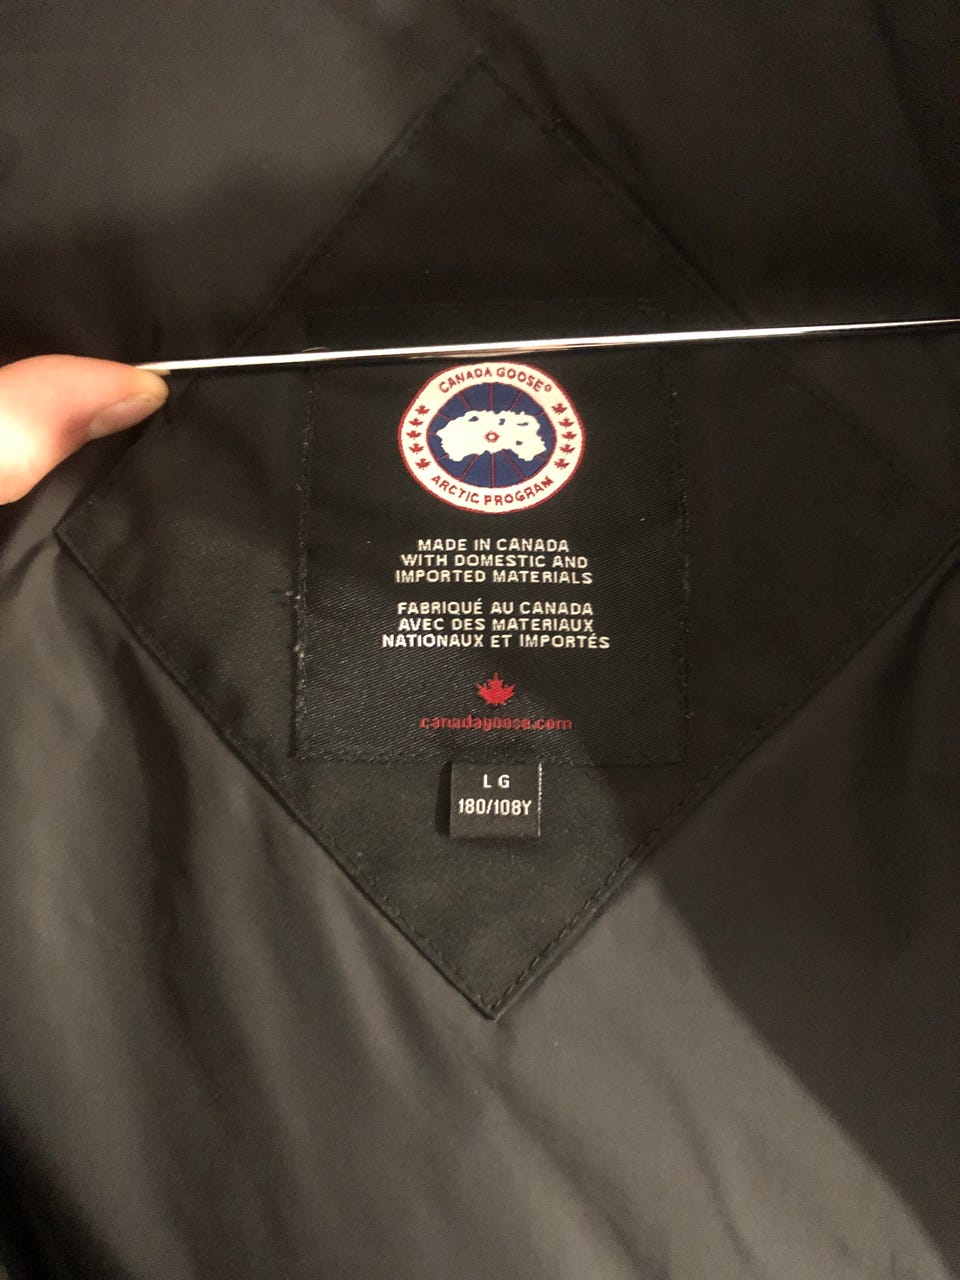 CANADA GOOSE®
ARCTIC PROGRAM
MADE IN CANADA
WITH DOMESTIC AND
IMPORTED MATERIALS
FABRIQUÉ AU CANADA
AVEC DES MATERIAUX
NATIONAUX ET IMPORTÉS
canadagoose.com
LG
180/108Y